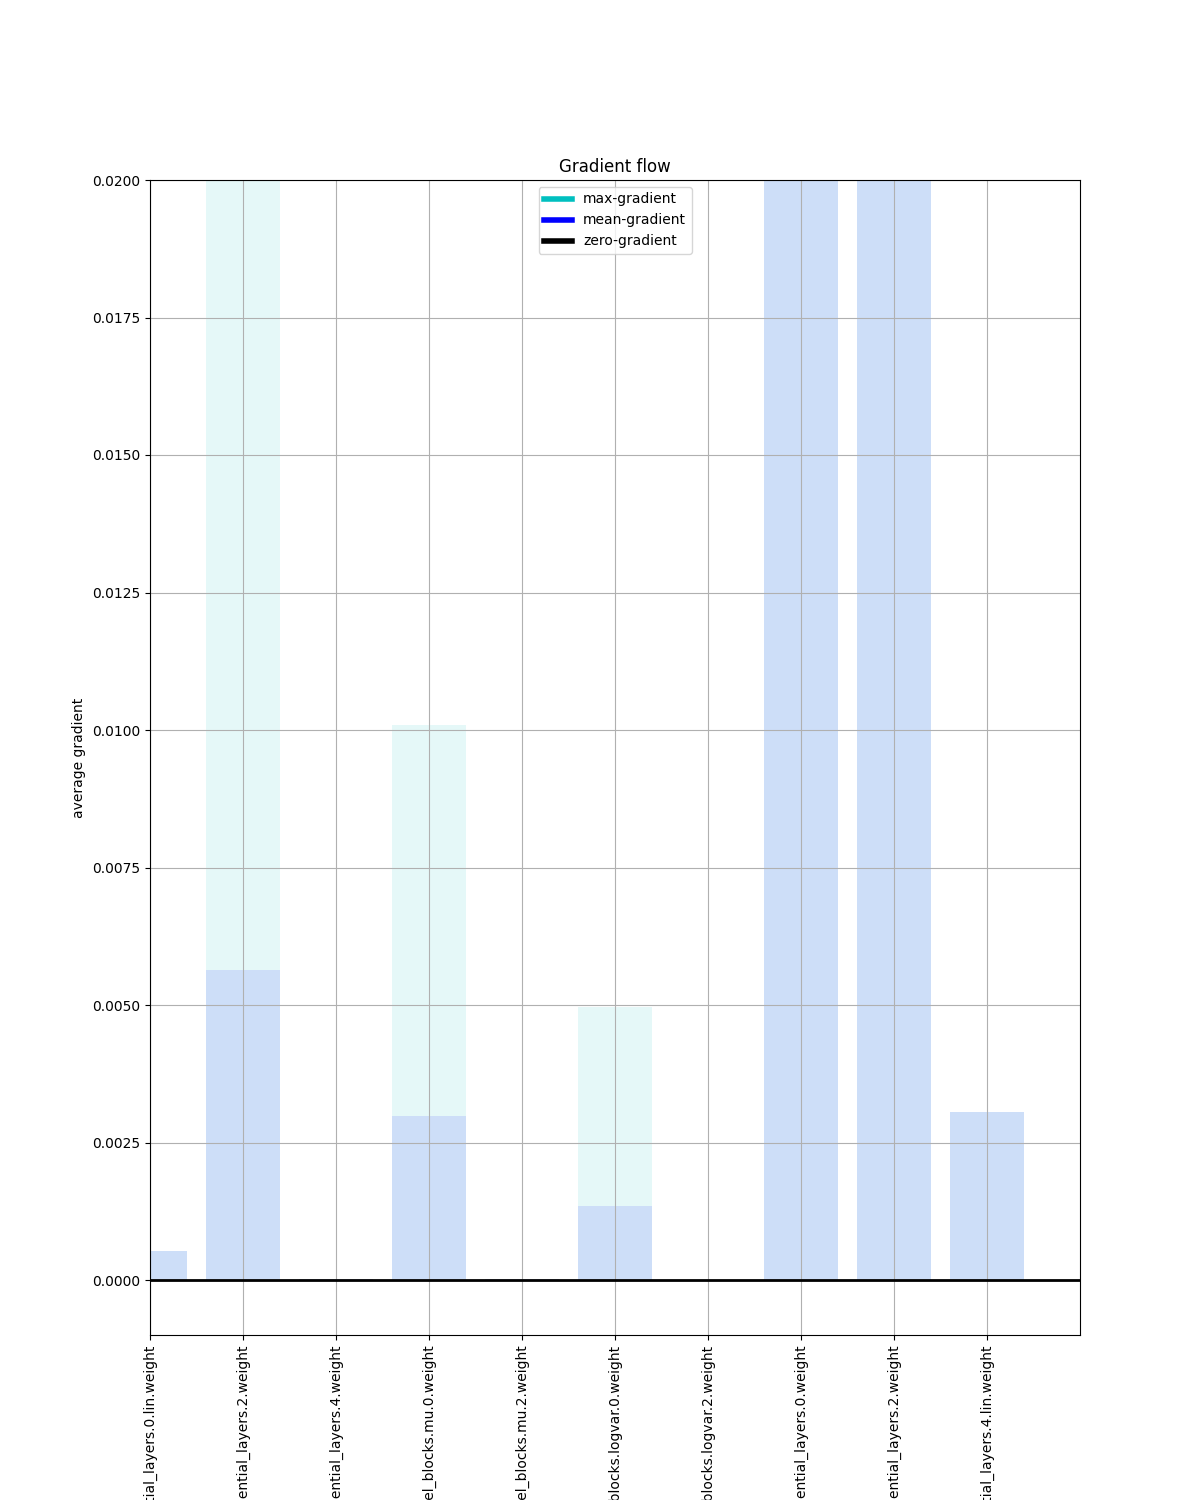 Gradient flow
max-gradient
mean-gradient
zero-gradient
0.0200
0.0175
0.0150
0.0125
0.0100
0.0075
0.0050
0.0025
0.0000
average gradient
tial_layers.0.lin.weight
ential_layers.2.weight
ential_layers.4.weight
el_blocks.mu.0.weight
el_blocks.mu.2.weight
blocks.logvar.0.weight
blocks.logvar.2.weight
ential_layers.0.weight
ential_layers.2.weight
tial_layers.4.lin.weight